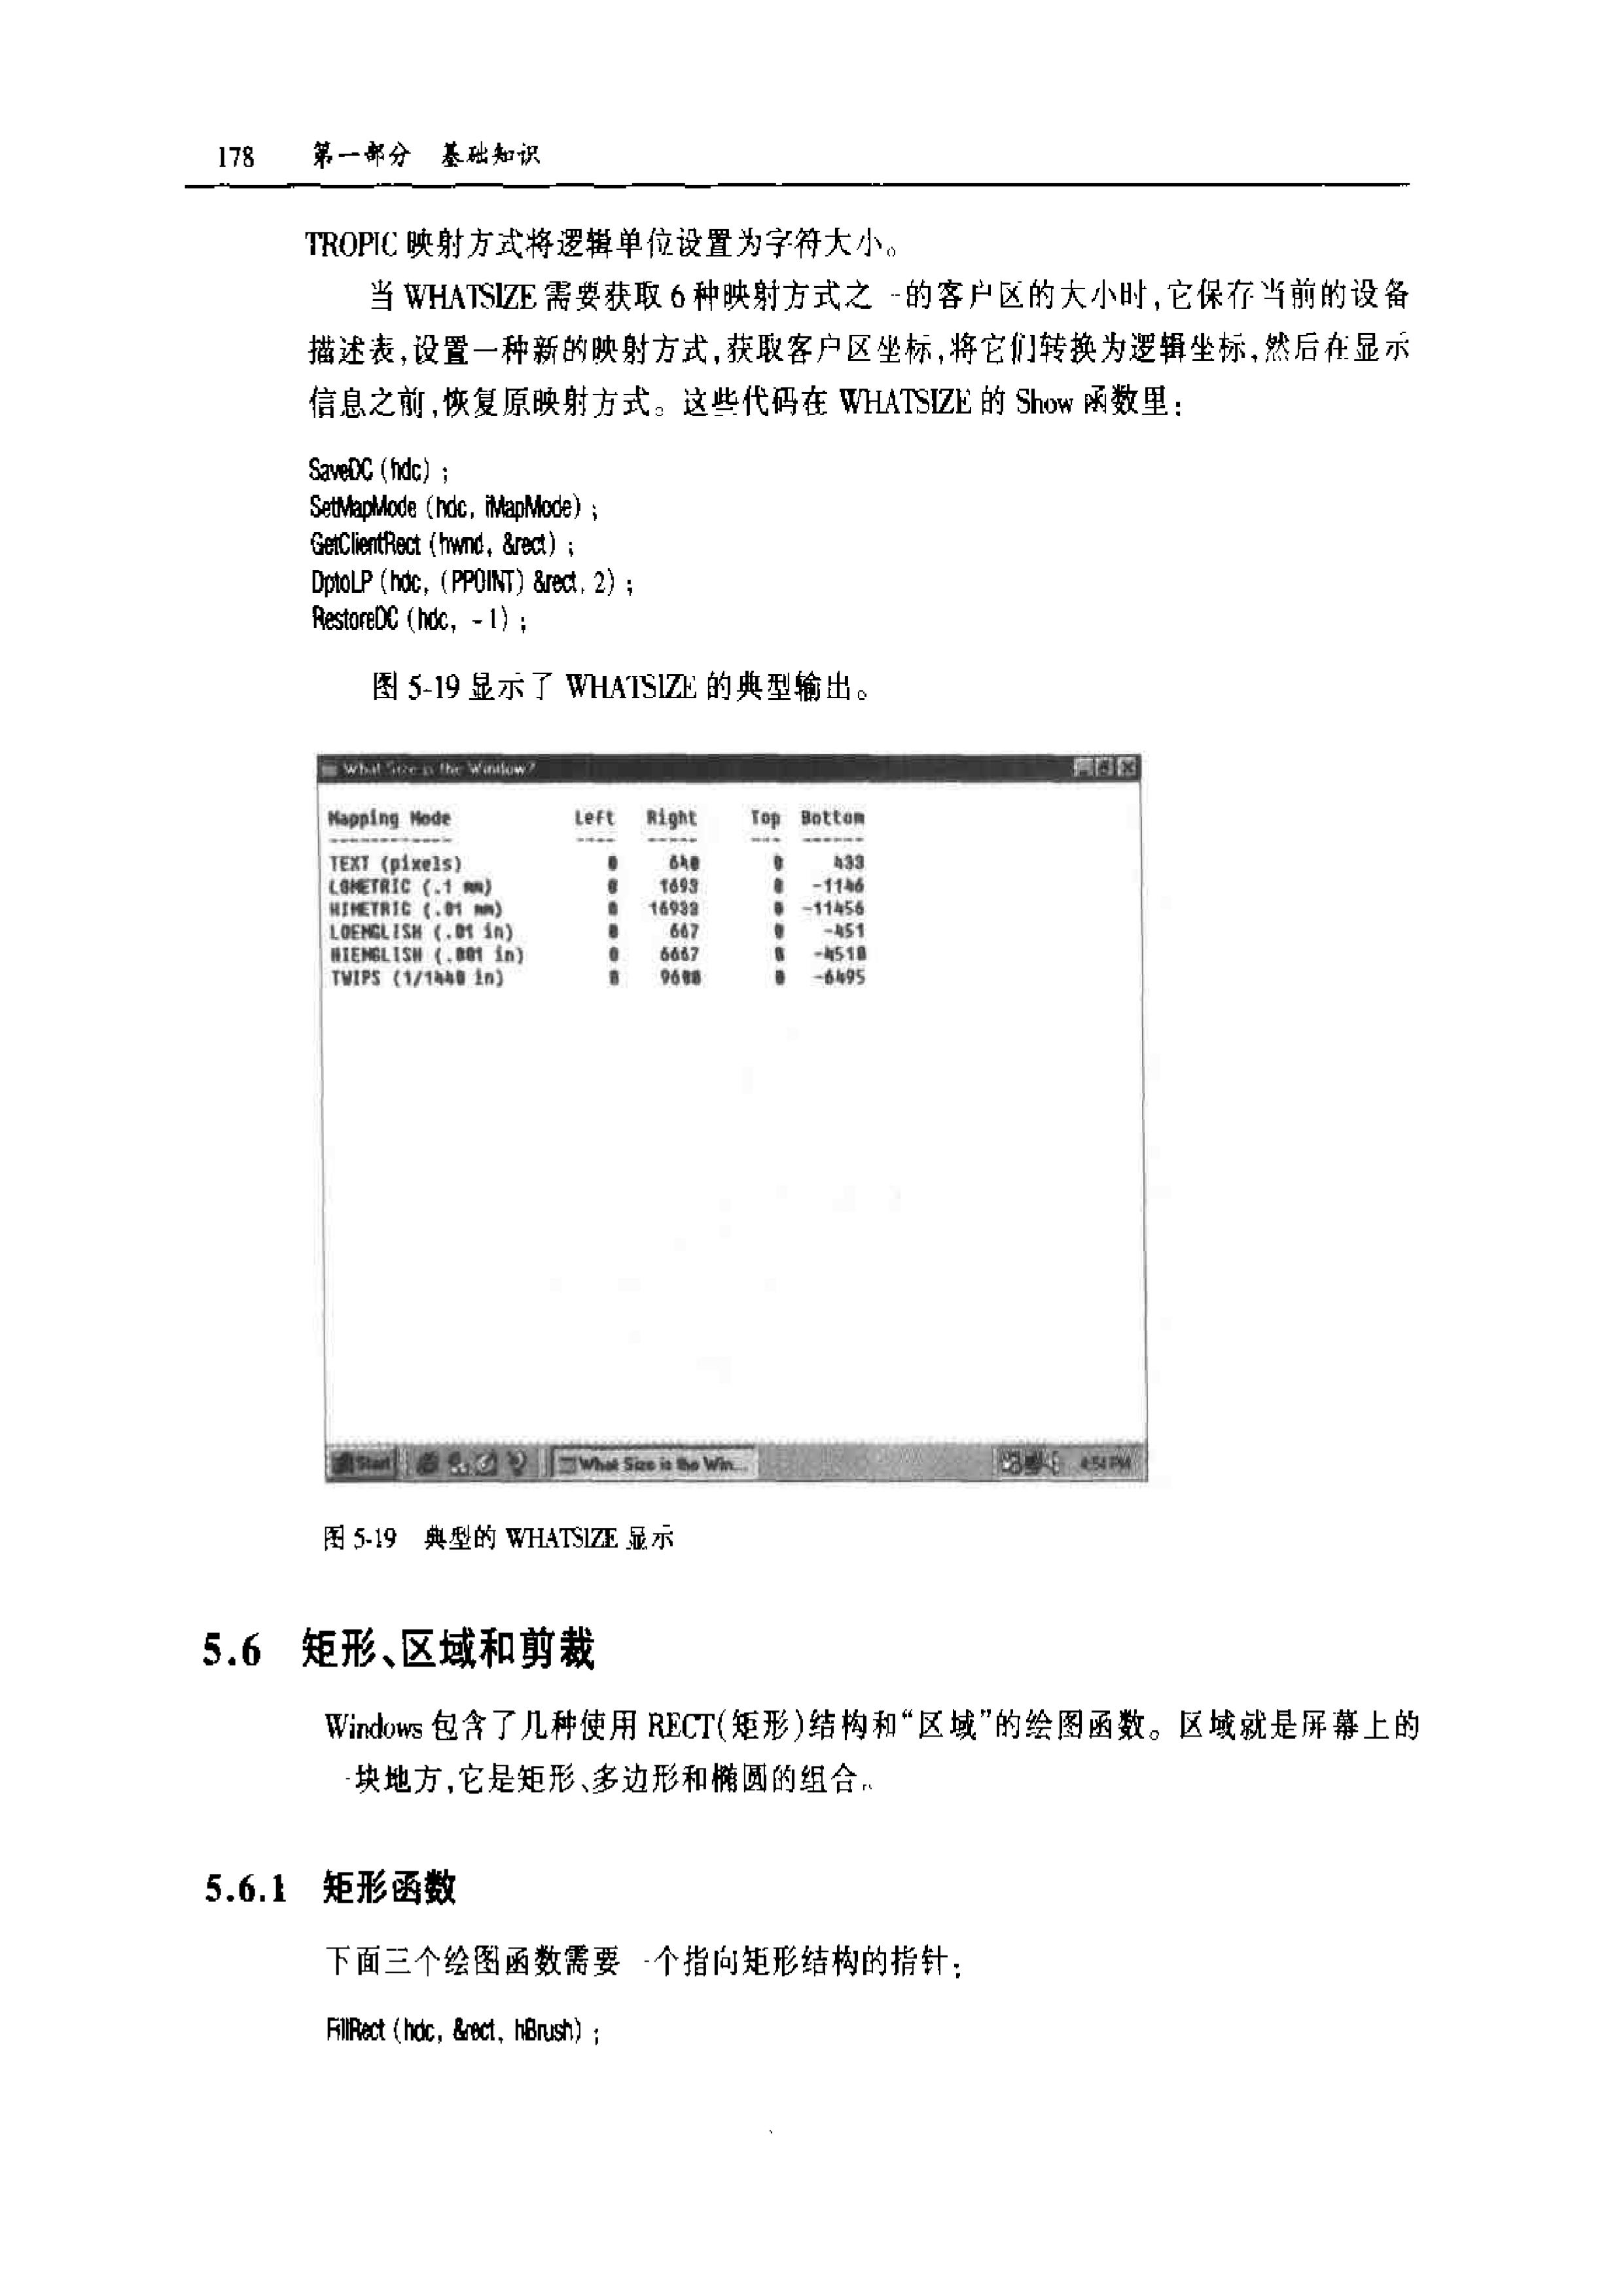 178 第一部分 基础知识
TROPIC 映射方式将逻辑单位设置为字符大小。
当 WHATSIZE 需要获取 6 种映射方式之一的客户区的大小时,它保存当前的设备
描述表,设置一种新的映射方式,获取客户区坐标,将它们转换为逻辑坐标,然后在显示
信息之前,恢复原映射方式。这些代码在 WHATSIZE 的 Show 函数里:
SaveDC (hdc) ;
SetMapMode (hdc, iMapMode) ;
GetClientRect (hwnd, &rect) ;
DptoLP (hdc, (PPOINT) &rect, 2) ;
RestoreDC (hdc, -1) ;
图 5-19 显示了 WHATSIZE 的典型输出。
What Size is the Window?
Mapping Mode Left Right Top Bottom
------------ ---- ----- --- ------
TEXT (pixels) 0 640 0 433
LOMETRIC (.1 mm) 0 1693 0 -1146
HIMETRIC (.01 mm) 0 16933 0 -11456
LOENGLISH (.01 in) 0 667 0 -451
HIENGLISH (.001 in) 0 6667 0 -4510
TWIPS (1/1440 in) 0 9600 0 -6495
Start What Size is the Win... 4:54 PM
图 5-19 典型的 WHATSIZE 显示
5.6 矩形、区域和剪裁
Windows 包含了几种使用 RECT(矩形)结构和“区域”的绘图函数。区域就是屏幕上的
一块地方,它是矩形、多边形和椭圆的组合。
5.6.1 矩形函数
下面三个绘图函数需要一个指向矩形结构的指针:
FillRect (hdc, &rect, hBrush) ;